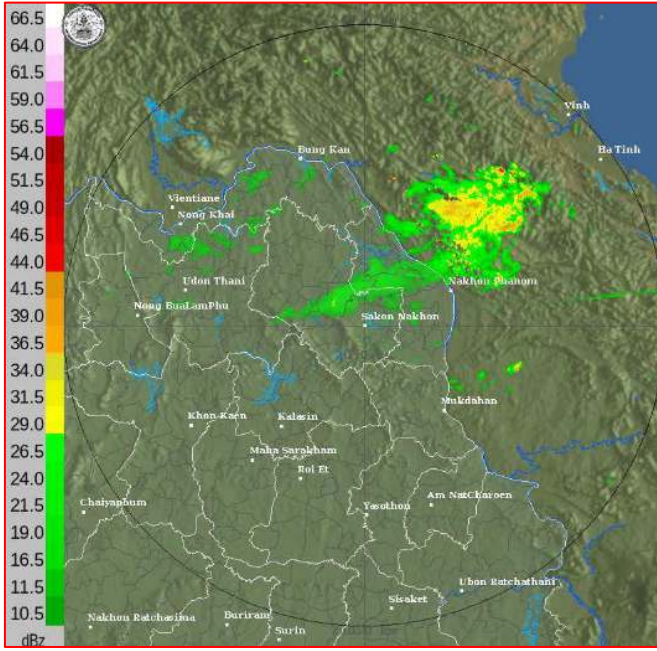 66.5
64.0
61.5
59.0
56.5
54.0
51.5
49.0
46.5
44.0
41.5
39.0
36.5
34.0
31.5
29.0
26.5
24.0
21.5
19.0
16.5
11.5
10.5
dBz
Vinh
Ha Tinh
Bung Kan
Vientiane
Nong Khai
Udon Thani
Nakhon Phanom
Nong BuaLamPhu
Sakon Nakhon
Mukdahan
Khon Kaen
Kalasin
Maha Sarakham
Roi Et
Chaiyaphum
Yasothon
Am NatCharoen
Ubon Ratchathani
Sisaket
Nakhon Ratchasima
Buriram
Surin